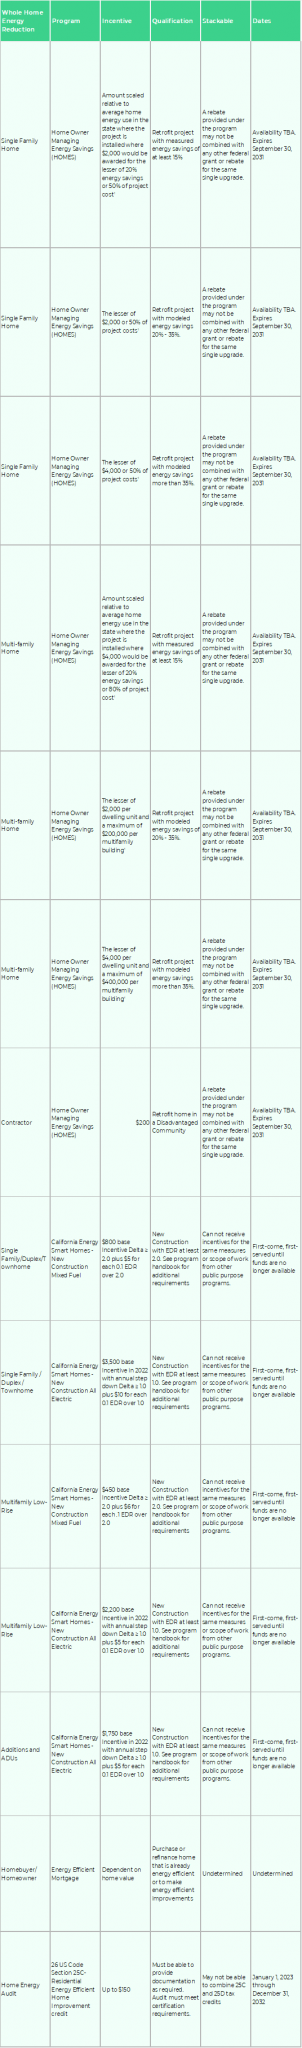 Whole Home
Energy
Reduction
Program
Incentive
Qualification
Stackable
Dates
Single Family
Home
Home Owner
Managing
Energy Savings
(HOMES)
Amount scaled
relative to
average home
energy use in the
state where the
project is
installed where
$2,000 would be
awarded for the
lesser of 20%
energy savings
or 50% of project
cost'
Retrofit project
with measured
energy savings of
at least 15%
A rebate
provided under
the program
may not be
combined with
any other federal
grant or rebate
for the same
single upgrade.
Availability TBA.
Expires
September 30,
2031
Single Family
Home
Home Owner
Managing
Energy Savings
(HOMES)
The lesser of
$2,000 or 50% of
project costs'
Retrofit project
with modeled
energy savings
20% - 35%.
A rebate
provided under
the program
may not be
combined with
any other federal
grant or rebate
for the same
single upgrade.
Availability TBA.
Expires
September 30,
2031
Single Family
Home
Home Owner
Managing
Energy Savings
(HOMES)
The lesser of
$4,000 or 50% of
project costs'
Retrofit project
with modeled
energy savings
more than 35%.
A rebate
provided under
the program
may not be
combined with
any other federal
grant or rebate
for the same
single upgrade.
Availability TBA.
Expires
September 30,
2031
Multi-family
Home
Home Owner
Managing
Energy Savings
(HOMES)
Amount scaled
relative to
average home
energy use in the
state where the
project is
installed where
$4,000 would be
awarded for the
lesser of 20%
energy savings
or 80% of project
cost'
Retrofit project
with measured
energy savings of
at least 15%
A rebate
provided under
the program
may not be
combined with
any other federal
grant or rebate
for the same
single upgrade.
Availability TBA.
Expires
September 30,
2031
Multi-family
Home
Home Owner
Managing
Energy Savings
(HOMES)
The lesser of
$2,000 per
dwelling unit and
a maximum of
$200,000 per
multifamily
building'
Retrofit project
with modeled
energy savings of
20% - 35%.
A rebate
provided under
the program
may not be
combined with
any other federal
grant or rebate
for the same
single upgrade.
Availability TBA.
Expires
September 30,
2031
Multi-family
Home
Home Owner
Managing
Energy Savings
(HOMES)
The lesser of
$4,000 per
dwelling unit and
a maximum of
$400,000 per
multifamily
building'
Retrofit project
with modeled
energy savings
more than 35%.
A rebate
provided under
the program
may not be
combined with
any other federal
grant or rebate
for the same
single upgrade.
Availability TBA.
Expires
September 30,
2031
Contractor
Home Owner
Managing
Energy Savings
(HOMES)
$200
Retrofit home in
a Disadvantaged
Community
A rebate
provided under
the program
may not be
combined with
any other federal
grant or rebate
for the same
single upgrade.
Availability TBA.
Expires
September 30,
2031
Single
Family/Duplex/T
ownhome
California Energy
Smart Homes -
New
Construction
Mixed Fuel
$800 base
incentive Delta ≥
2.0 plus $5 for
each 0.1 EDR
over 2.0
New
Construction
with EDR at least
2.0. See program
handbook for
additional
requirements
Can not receive
incentives for the
same measures
or scope of work
from other
public purpose
programs.
First-come, first-
served until
funds are no
longer available
Single Family /
Duplex /
Townhome
California Energy
Smart Homes -
New
Construction All
Electric
$3,500 base
incentive in 2022
with annual step
down Delta ≥ 1.0
plus $10 for each
0.1 EDR over 1.0
New
Construction
with EDR at least
1.0. See program
handbook for
additional
requirements
Can not receive
incentives for the
same measures
or scope of work
from other
public purpose
programs.
First-come, first-
served until
funds are no
longer available
Multifamily Low-
Rise
California Energy
Smart Homes -
New
Construction
Mixed Fuel
$450 base
incentive Delta ≥
2.0 plus $6 for
each .1 EDR over
2.0
New
Construction
with EDR at least
2.0. See program
handbook for
additional
requirements
Can not receive
incentives for the
same measures
or scope of work
from other
public purpose
programs.
First-come, first-
served until
funds are no
longer available
Multifamily Low-
Rise
California Energy
Smart Homes -
New
Construction All
Electric
$2,200 base
incentive in 2022
with annual step
down Delta ≥ 1.0
plus $5 for each
0.1 EDR over 1.0
New
Construction
with EDR at least
1.0. See program
handbook for
additional
requirements
Can not receive
incentives for the
same measures
or scope of work
from other
public purpose
programs.
First-come, first-
served until
funds are no
longer available
Additions and
ADUs
California Energy
Smart Homes -
New
Construction All
Electric
$1,750 base
incentive in 2022
with annual step
down Delta ≥ 1.0
plus $5 for each
0.1 EDR over 1.0
New
Construction
with EDR at least
1.0. See program
handbook for
additional
requirements
Can not receive
incentives for the
same measures
or scope of work
from other
public purpose
programs.
First-come, first-
served until
funds are no
longer available
Homebuyer/
Homeowner
Energy Efficient
Mortgage
Dependent on
home value
Purchase or
refinance home
that is already
energy efficient
or to make
energy efficient
improvements
Undetermined
Undetermined
Home Energy
Audit
26 US Code
Section 25C-
Residential
Energy Efficient
Home
Improvement
credit
Up to $150
Must be able to
provide
documentation
as required.
Audit must meet
certification
requirements.
May not be able
to combine 25C
and 25D tax
credits
January 1, 2023
through
December 31,
2032